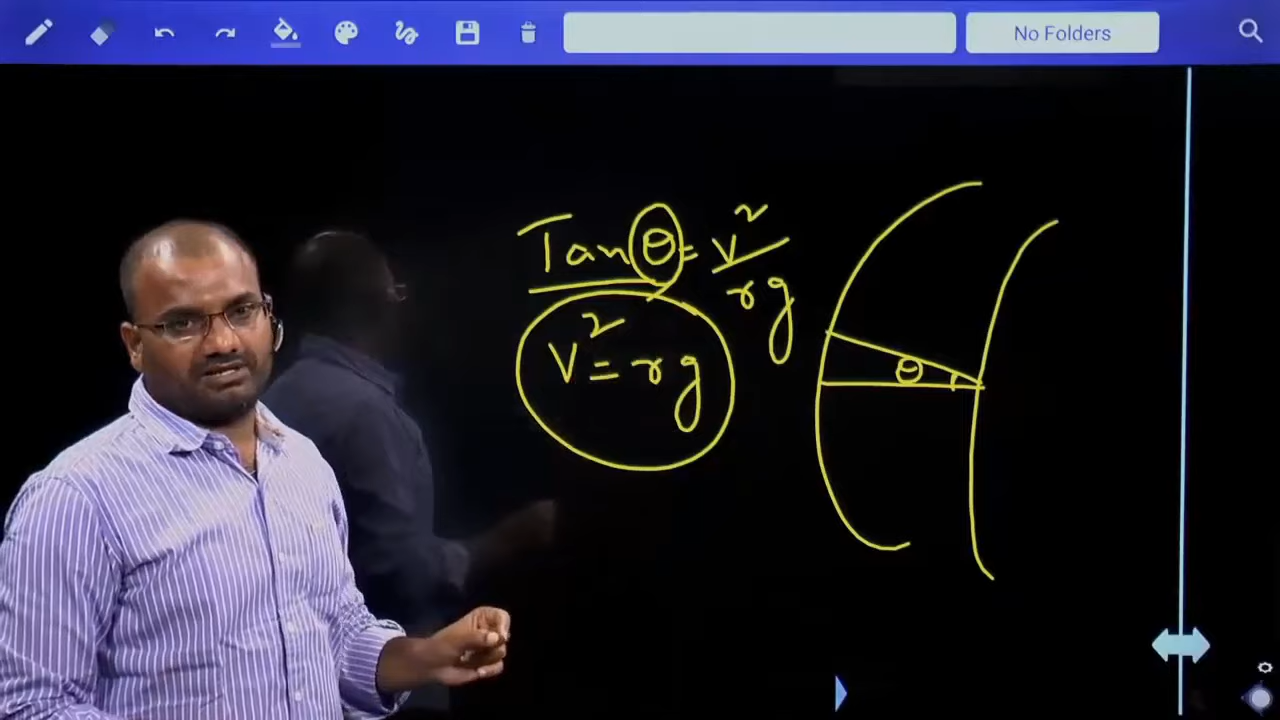 No Folders
Tan θ = v²/rg
v² = rg
θ